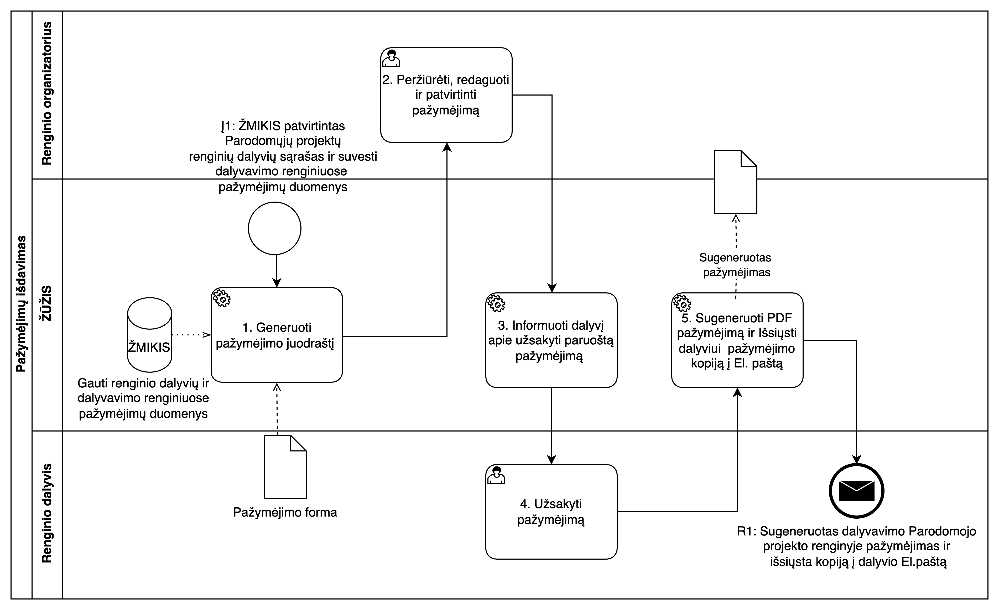 Pažymėjimų išdavimas
Renginio organizatorius
2. Peržiūrėti, redaguoti
ir patvirtinti
pažymėjimą
Į1: ŽMIKIS patvirtintas
Parodomųjų projektų
renginių dalyvių sąrašas ir suvesti
dalyvavimo renginiuose
pažymėjimų duomenys
ŽŪŽIS
ŽMIKIS
Gauti renginio dalyvių ir
dalyvavimo renginiuose
pažymėjimų duomenys
1. Generuoti
pažymėjimo juodraštį
3. Informuoti dalyvį
apie užsakyti paruoštą
pažymėjimą
Sugeneruotas
pažymėjimas
5. Sugeneruoti PDF
pažymėjimą ir Išsiųsti
dalyviui  pažymėjimo
kopiją į El. paštą
Renginio dalyvis
Pažymėjimo forma
4. Užsakyti
pažymėjimą
R1: Sugeneruotas dalyvavimo Parodomojo
projekto renginyje pažymėjimas ir
išsiųsta kopiją į dalyvio El.paštą